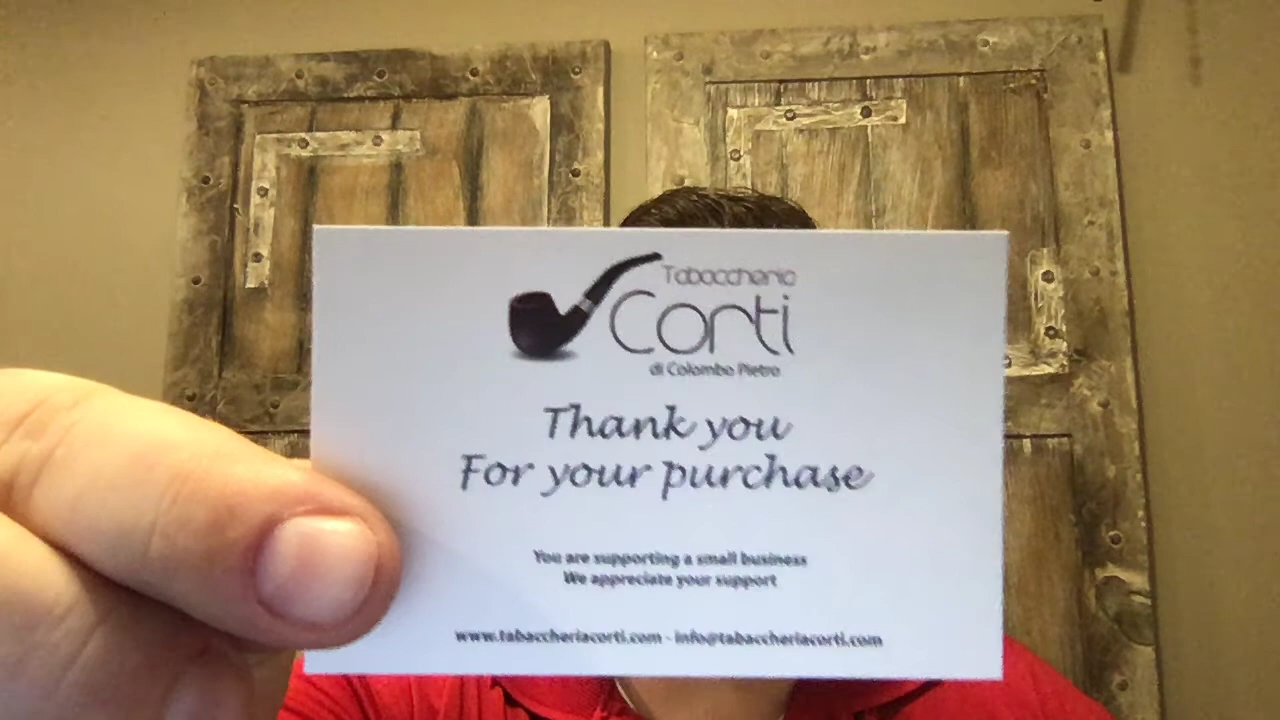 Tabaccheria
Corti
di Colombo Pietro
Thank you
For your purchase
You are supporting a small business
We appreciate your support
www.tabaccheriacorti.com - info@tabaccheriacorti.com